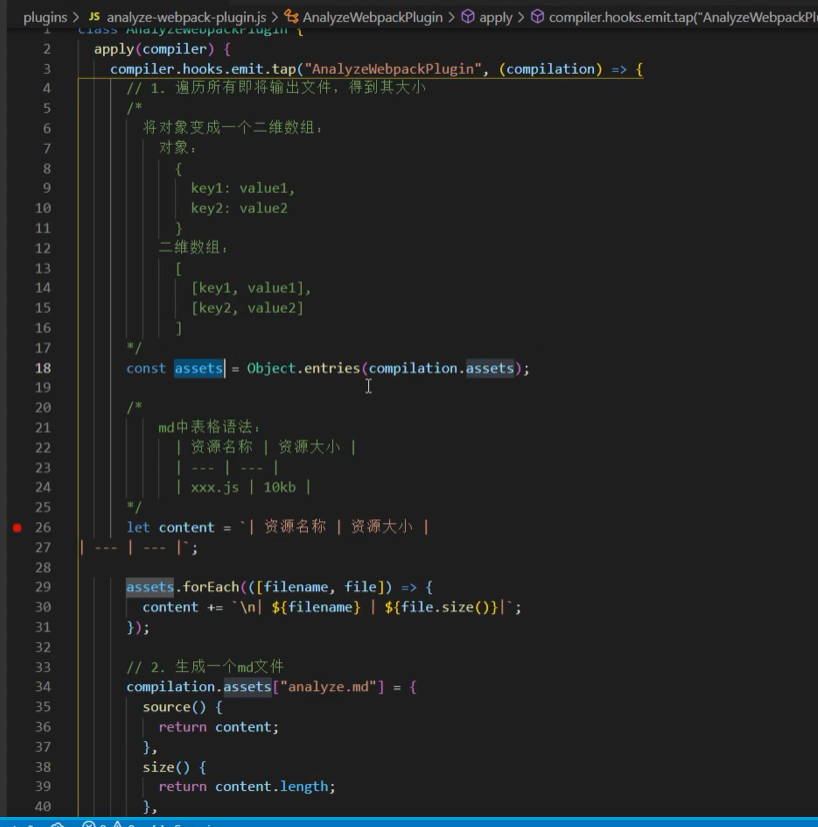 plugins > JS analyze-webpack-plugin.js > AnalyzeWebpackPlugin > apply > compiler.hooks.emit.tap("AnalyzeWebpackPl
1 class AnalyzeWebpackPlugin {
2 apply(compiler) {
3 compiler.hooks.emit.tap("AnalyzeWebpackPlugin", (compilation) => {
4 // 1. 遍历所有即将输出文件，得到其大小
5 /*
6 将对象变成一个二维数组：
7 对象：
8 {
9 key1: value1,
10 key2: value2
11 }
12 二维数组：
13 [
14 [key1, value1],
15 [key2, value2]
16 ]
17 */
18 const assets = Object.entries(compilation.assets);
19
20 /*
21 md中表格语法：
22 | 资源名称 | 资源大小 |
23 | --- | --- |
24 | xxx.js | 10kb |
25 */
26 let content = `| 资源名称 | 资源大小 |
27 | --- | --- |`;
28
29 assets.forEach(([filename, file]) => {
30 content += `\n| ${filename} | ${file.size()}|`;
31 });
32
33 // 2. 生成一个md文件
34 compilation.assets["analyze.md"] = {
35 source() {
36 return content;
37 },
38 size() {
39 return content.length;
40 },